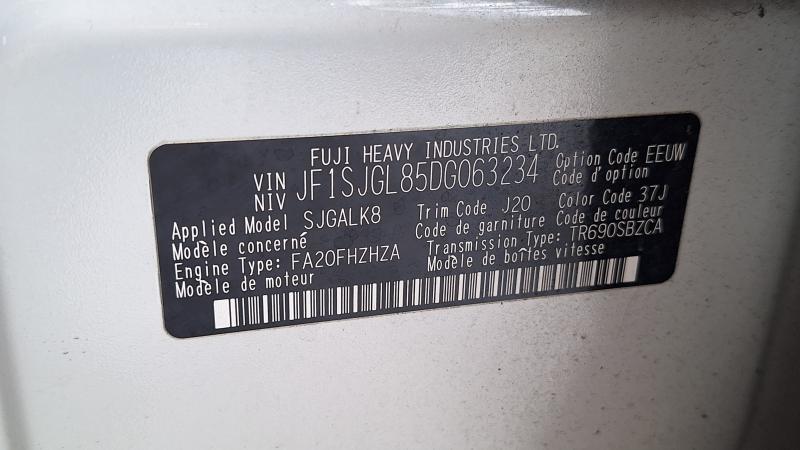 FUJI HEAVY INDUSTRIES LTD.
VIN NIV JF1SJGL85DG063234 Option Code EEUW
Code d'option
Applied Model SJGALK8 Trim Code J20 Color Code 37J
Modèle concerné Code de garniture Code de couleur
Engine Type: FA20FHZHZA Transmission Type: TR690SBZCA
Modèle de moteur Modèle de boîtes vitesse